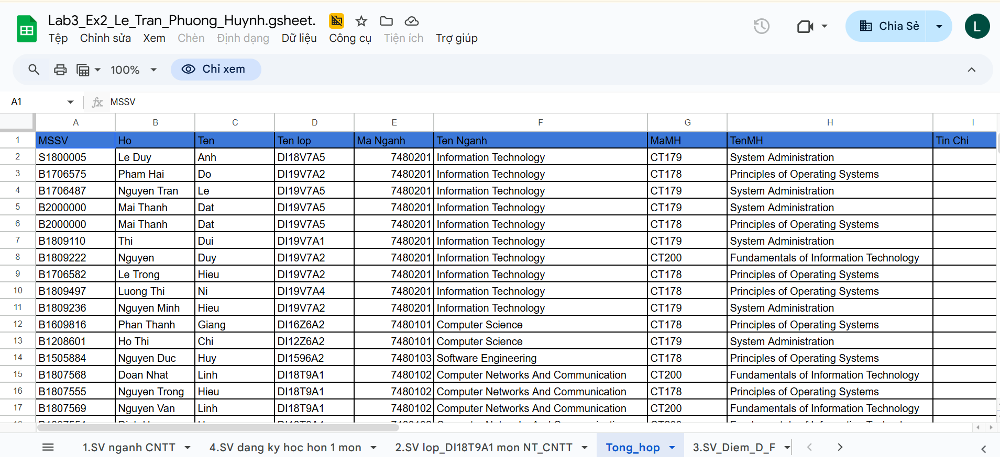 Lab3_Ex2_Le_Tran_Phuong_Huynh.gsheet.
Tệp Chỉnh sửa Xem Chèn Định dạng Dữ liệu Công cụ Tiện ích Trợ giúp
Chia Sẻ
L
100% Chỉ xem
A1 fx MSSV
A B C D E F G H I
1 MSSV Ho Ten Ten lop Ma Nganh Ten Nganh MaMH TenMH Tin Chi
2 S1800005 Le Duy Anh DI18V7A5 7480201 Information Technology CT179 System Administration
3 B1706575 Pham Hai Do DI19V7A2 7480201 Information Technology CT178 Principles of Operating Systems
4 B1706487 Nguyen Tran Le DI19V7A5 7480201 Information Technology CT179 System Administration
5 B2000000 Mai Thanh Dat DI19V7A5 7480201 Information Technology CT179 System Administration
6 B2000000 Mai Thanh Dat DI19V7A5 7480201 Information Technology CT178 Principles of Operating Systems
7 B1809110 Thi Dui DI19V7A1 7480201 Information Technology CT179 System Administration
8 B1809222 Nguyen Duy DI19V7A2 7480201 Information Technology CT200 Fundamentals of Information Technology
9 B1706582 Le Trong Hieu DI19V7A2 7480201 Information Technology CT178 Principles of Operating Systems
10 B1809497 Luong Thi Ni DI19V7A4 7480201 Information Technology CT178 Principles of Operating Systems
11 B1809236 Nguyen Minh Hieu DI19V7A2 7480201 Information Technology CT179 System Administration
12 B1609816 Phan Thanh Giang DI16Z6A2 7480101 Computer Science CT178 Principles of Operating Systems
13 B1208601 Ho Thi Chi DI12Z6A2 7480101 Computer Science CT179 System Administration
14 B1505884 Nguyen Duc Huy DI1596A2 7480103 Software Engineering CT178 Principles of Operating Systems
15 B1807568 Doan Nhat Linh DI18T9A1 7480102 Computer Networks And Communication CT200 Fundamentals of Information Technology
16 B1807555 Nguyen Trong Hieu DI18T9A1 7480102 Computer Networks And Communication CT178 Principles of Operating Systems
17 B1807569 Nguyen Van Linh DI18T9A1 7480102 Computer Networks And Communication CT200 Fundamentals of Information Technology
1.SV nganh CNTT 4.SV dang ky hoc hon 1 mon 2.SV lop_DI18T9A1 mon NT_CNTT Tong_hop 3.SV_Diem_D_F